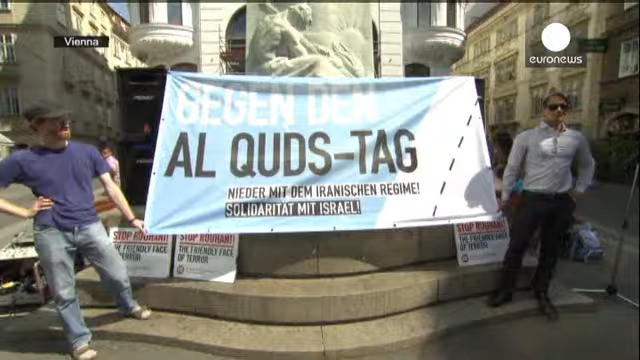 Vienna
euronews
GEGEN DEN
AL QUDS-TAG
NIEDER MIT DEM IRANISCHEN REGIME!
SOLIDARITÄT MIT ISRAEL!
STOP ROUHANI!
THE FRIENDLY FACE
OF TERROR
STOP ROUHANI!
THE FRIENDLY FACE
OF TERROR
STOP ROUHANI!
THE FRIENDLY FACE
OF TERROR